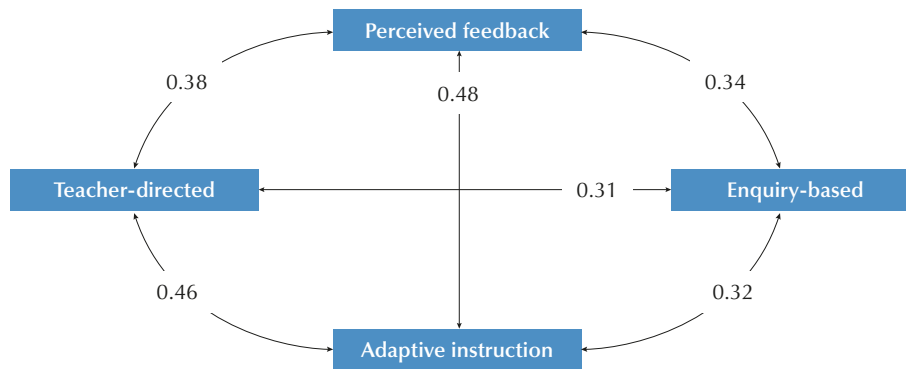 Perceived feedback
0.38
0.48
0.34
Teacher-directed
0.31
Enquiry-based
0.46
0.32
Adaptive instruction